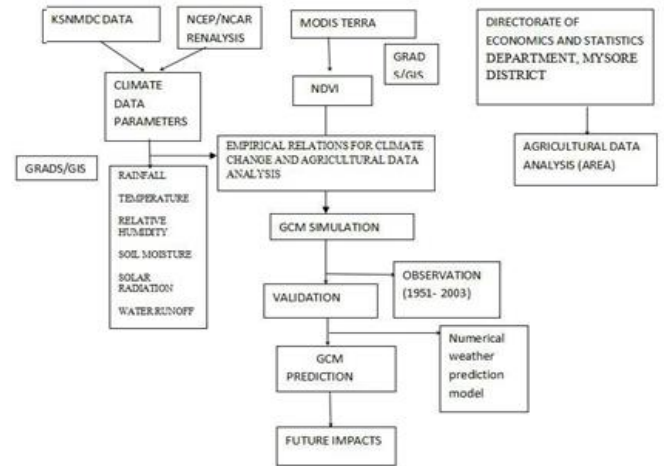 KSNMDC DATA
NCEP/NCAR
RENALYSIS
MODIS TERRA
DIRECTORATE OF
ECONOMICS AND STATISTICS
DEPARTMENT, MYSORE
DISTRICT
GRAD
S/GIS
CLIMATE
DATA
PARAMETERS
NDVI
EMPIRICAL RELATIONS FOR CLIMATE
CHANGE AND AGRICULTURAL DATA
ANALYSIS
AGRICULTURAL DATA
ANALYSIS (AREA)
GRADS/GIS
RAINFALL
TEMPERATURE
RELATIVE
HUMIDITY
SOIL MOISTURE
SOLAR
RADIATION
WATER RUNOFF
GCM SIMULATION
OBSERVATION
(1951- 2003)
VALIDATION
Numerical
weather
prediction
model
GCM
PREDICTION
FUTURE IMPACTS